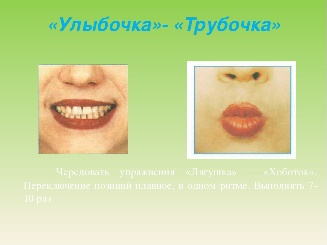 «Улыбочка»- «Трубочка»
Чередовать упражнения «Лягушка» - «Хоботок».
Переключение позиций плавное, в одном ритме. Выполнять 7-
10 раз